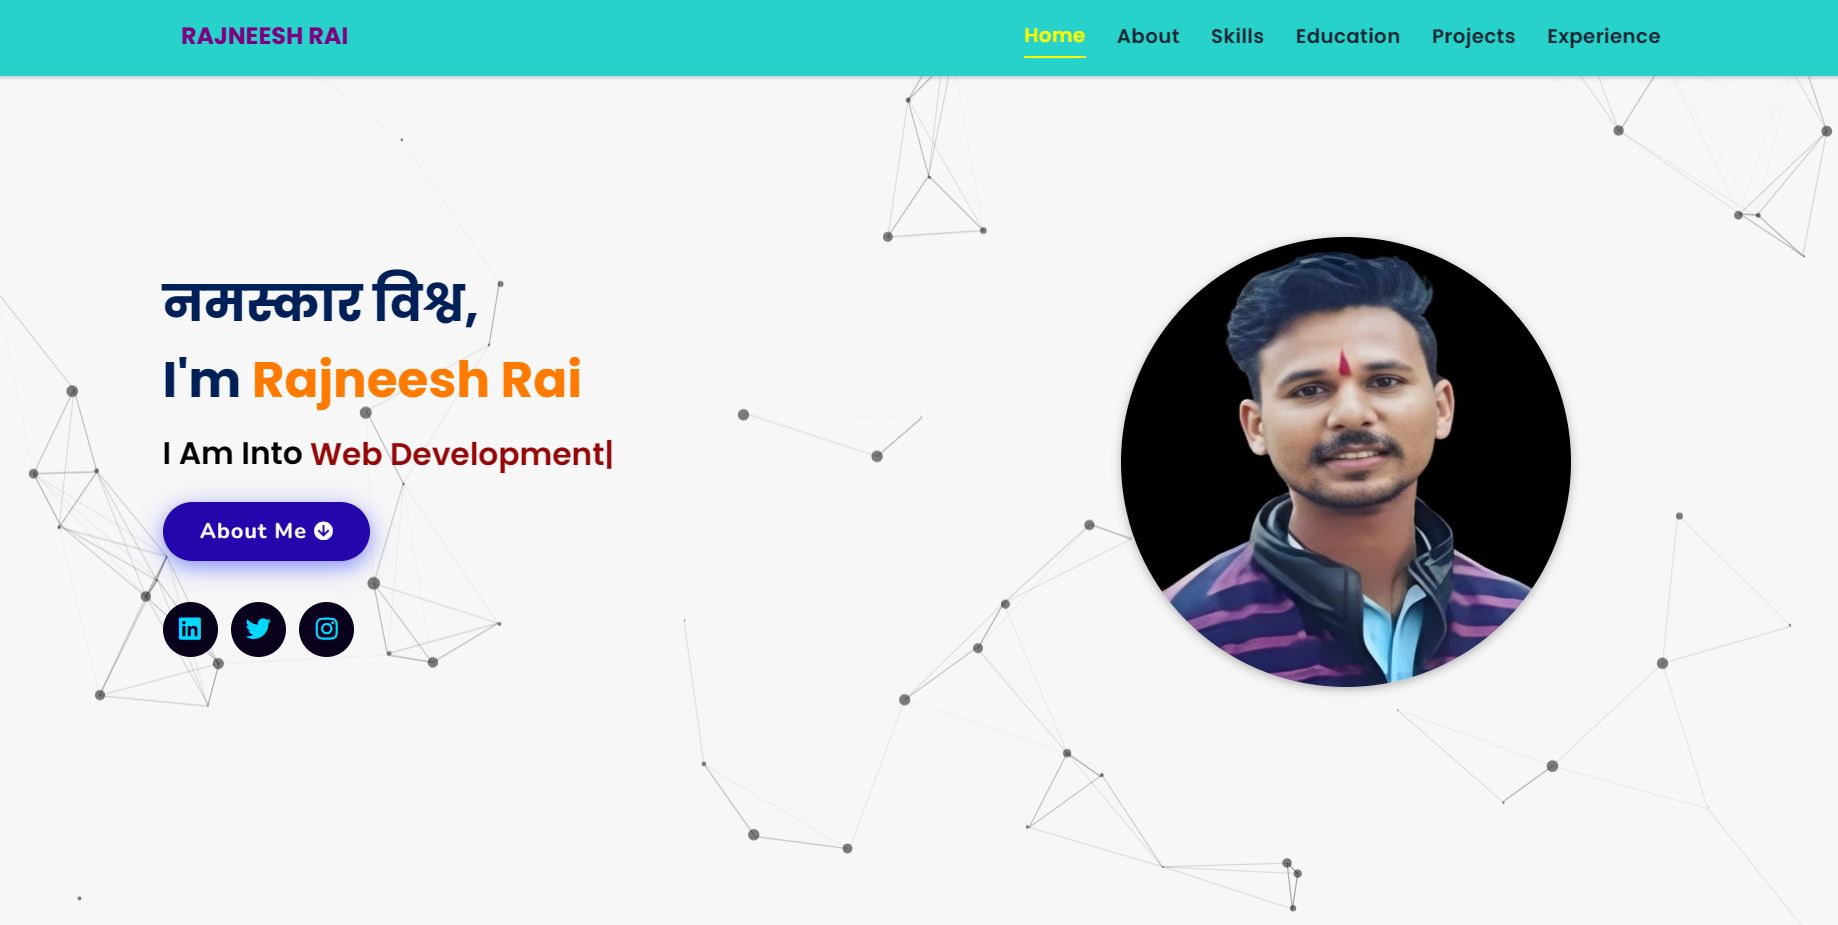 RAJNEESH RAI
Home About Skills Education Projects Experience
नमस्कार विश्व,
I'm Rajneesh Rai
I Am Into Web Development|
About Me